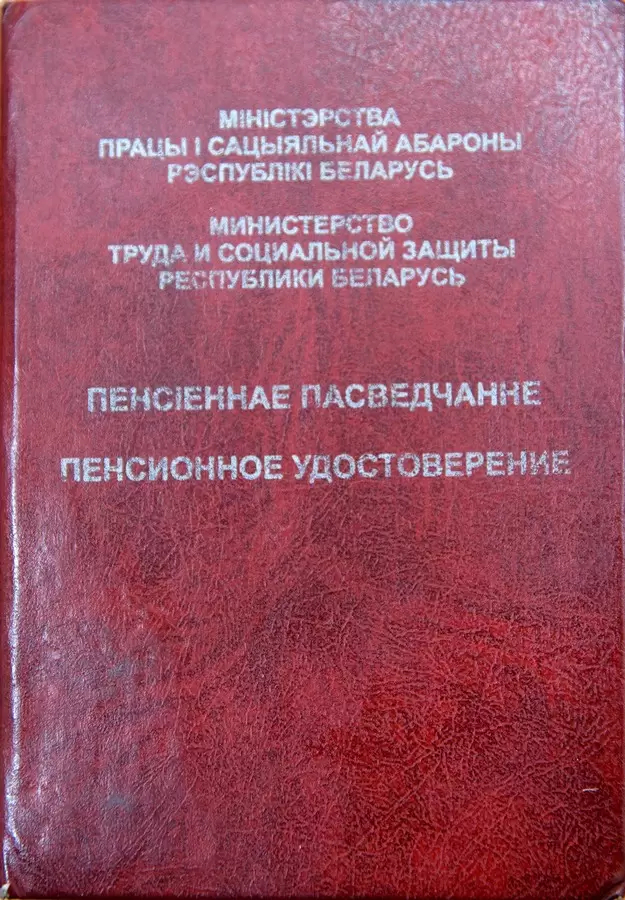 МІНІСТЭРСТВА
ПРАЦЫ І САЦЫЯЛЬНАЙ АБАРОНЫ
РЭСПУБЛІКІ БЕЛАРУСЬ
МИНИСТЕРСТВО
ТРУДА И СОЦИАЛЬНОЙ ЗАЩИТЫ
РЕСПУБЛИКИ БЕЛАРУСЬ
ПЕНСІЕННАЕ ПАСВЕДЧАННЕ
ПЕНСИОННОЕ УДОСТОВЕРЕНИЕ